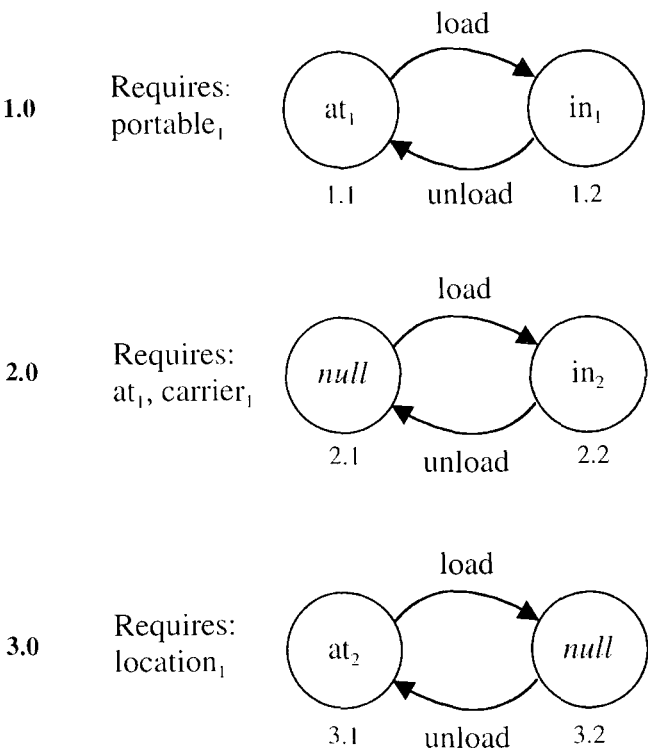 load
1.0 Requires: portable₁ at₁ in₁
1.1 unload 1.2
load
2.0 Requires: at₁, carrier₁ null in₂
2.1 unload 2.2
load
3.0 Requires: location₁ at₂ null
3.1 unload 3.2